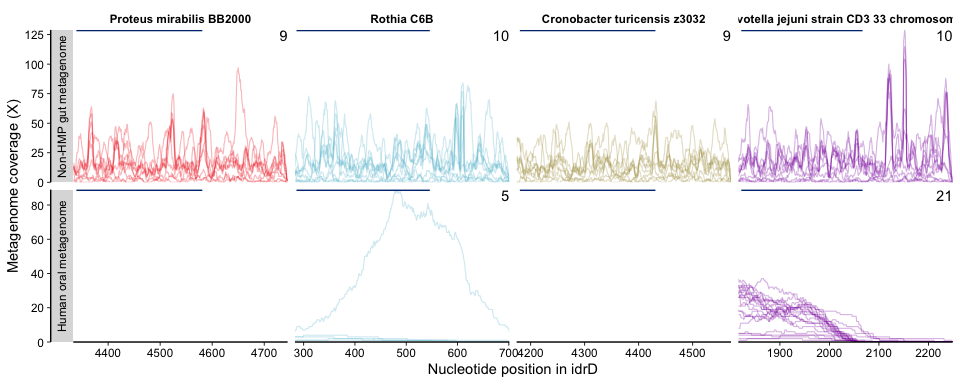 Proteus mirabilis BB2000
Rothia C6B
Cronobacter turicensis z3032
votella jejuni strain CD3 33 chromosom
Metagenome coverage (X)
Non-HMP gut metagenome
125
100
75
50
25
0
9
10
9
10
Human oral metagenome
80
60
40
20
0
5
21
4400 4500 4600 4700
300 400 500 600 700
4200 4300 4400 4500
1900 2000 2100 2200
Nucleotide position in idrD